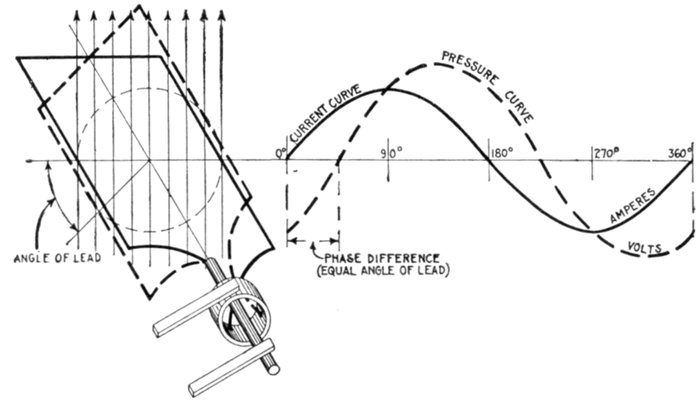 PRESSURE CURVE
CURRENT CURVE
0° 90° 180° 270° 360°
AMPERES
VOLTS
ANGLE OF LEAD
PHASE DIFFERENCE
(EQUAL ANGLE OF LEAD)